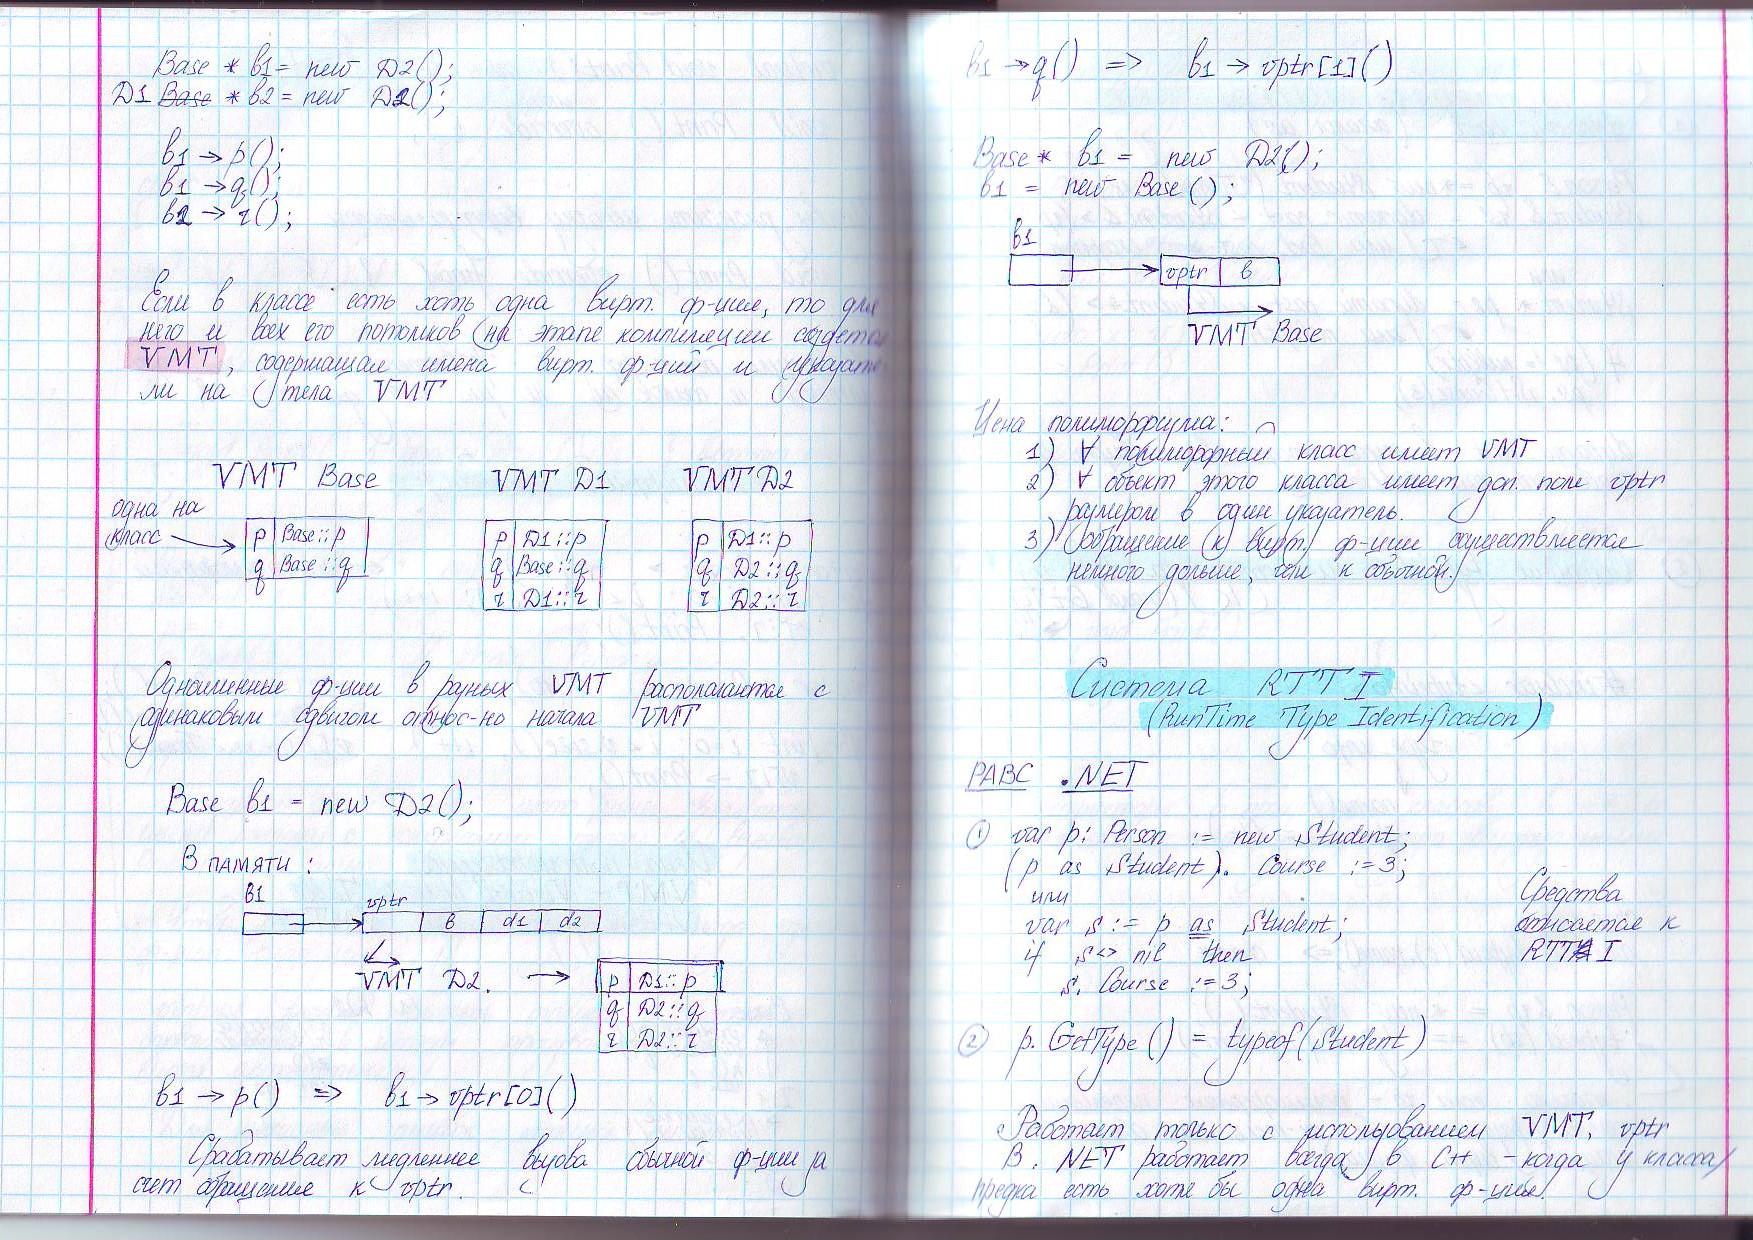 Base * b1 = new D2();
D1 Base * b2 = new D2();
b1 → p();
b1 → q();
b2 → r();
Если в классе есть хоть одна вирт. ф-ция, то для
него и всех его потомков (на этапе компиляции создется
VMT, содержащая имена вирт. ф-ций и указате
ли на тела VMT
VMT Base VMT D1 VMT D2
одна на
класс
p Base::p
q Base::q
p D1::p
q Base::q
r D1::r
p D1::p
q D2::q
r D2::r
Одноименные ф-ции в разных VMT располагаются с
одинаковым сдвигом относ-но начала VMT
Base b1 = new D2();
В памяти:
b1
vptr
b d1 d2
VMT D2. →
p D1::p
q D2::q
r D2::r
b1 → p() => b1 → vptr[0]()
Срабатывает медленнее вызова обычной ф-ции за
счет обращение к vptr.
b1 → q() => b1 → vptr[1]()
Base * b1 = new D2();
b1 = new Base();
b1
vptr b
VMT Base
Цена полиморфизма:
1) ∀ полиморфный класс имеет VMT
2) ∀ объект этого класса имеет доп. поле vptr
размером в один указатель.
3) Обращение (к вирт.) ф-ции осуществляется
немного дольше, чем к обычной.
Система RTTI
(RunTime Type Identification)
PABC .NET
① var p: Person := new Student;
(p as Student). Course := 3;
или
var s := p as Student;
if s <> nil then
s. Course := 3;
Средства
относается к
RTTI
② p. GetType() = typeof(Student)
Работает только с использованием VMT, vptr
В .NET работает всегда, в C++ - когда у класса
предка есть хотя бы одна вирт. ф-ция.